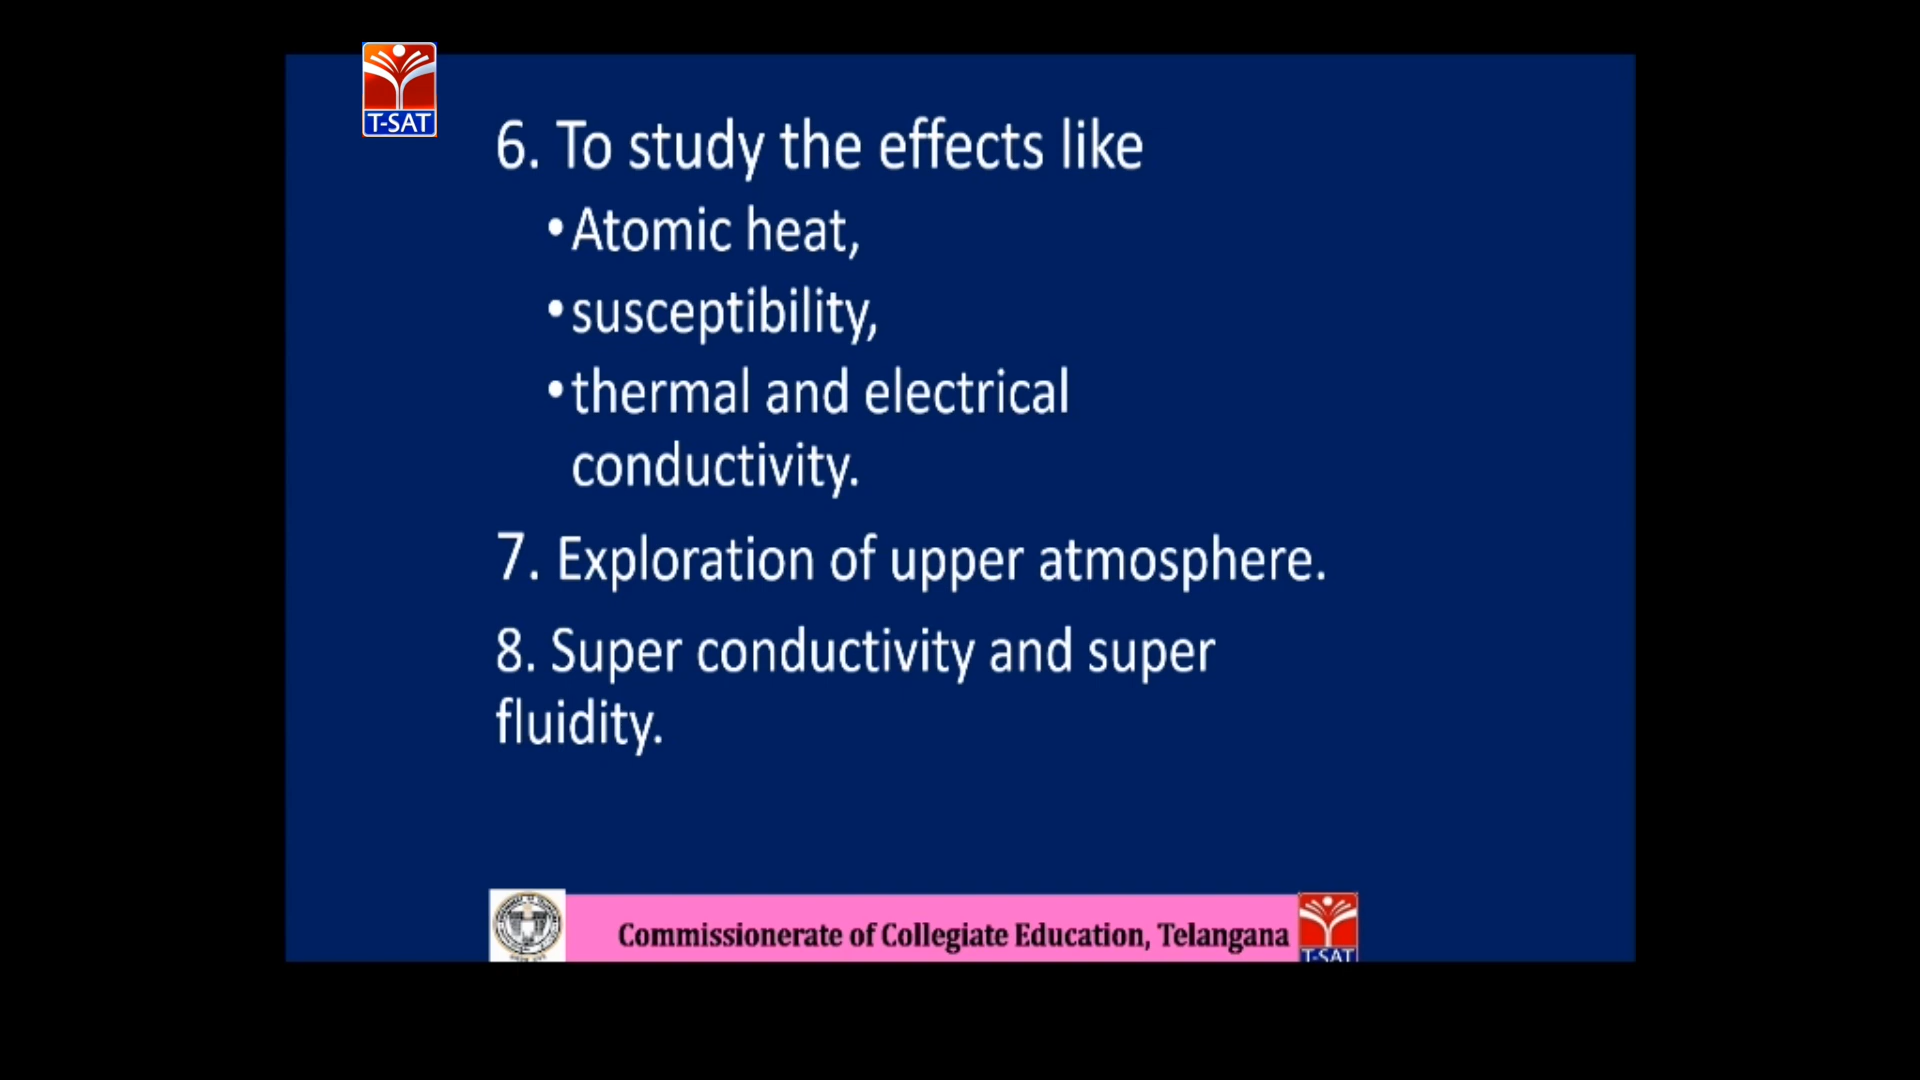 T-SAT
6. To study the effects like
•Atomic heat,
•susceptibility,
•thermal and electrical
conductivity.
7. Exploration of upper atmosphere.
8. Super conductivity and super
fluidity.
Commissionerate of Collegiate Education, Telangana
T-SAT